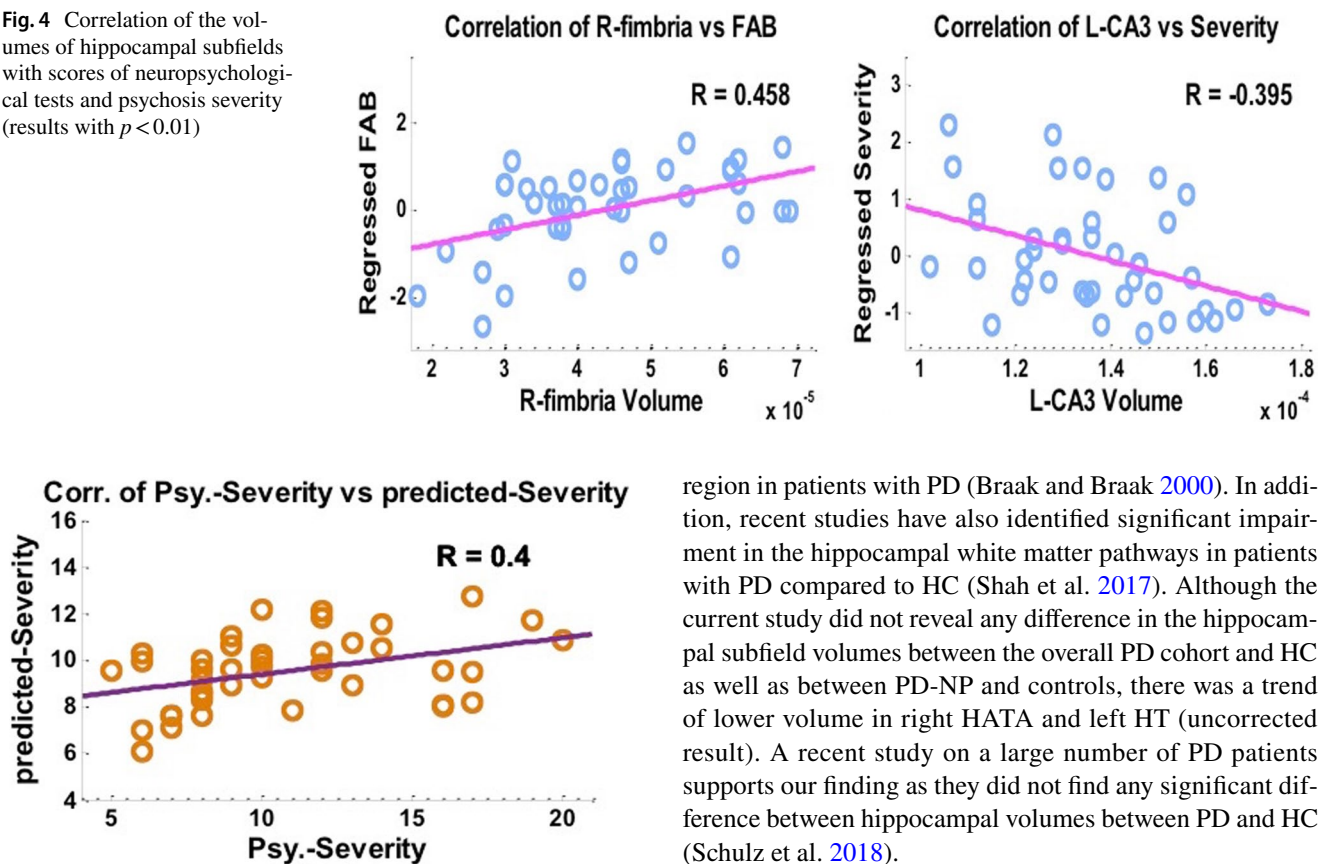 Fig. 4 Correlation of the vol-
umes of hippocampal subfields
with scores of neuropsychologi-
cal tests and psychosis severity
(results with p < 0.01)
Correlation of R-fimbria vs FAB
R = 0.458
Regressed FAB
2
0
-2
2 3 4 5 6 7
R-fimbria Volume
x 10⁻⁵
Correlation of L-CA3 vs Severity
R = -0.395
Regressed Severity
3
2
1
0
-1
1 1.2 1.4 1.6 1.8
L-CA3 Volume
x 10⁻⁴
Corr. of Psy.-Severity vs predicted-Severity
R = 0.4
predicted-Severity
16
14
12
10
8
6
4
5 10 15 20
Psy.-Severity
region in patients with PD (Braak and Braak 2000). In addi-
tion, recent studies have also identified significant impair-
ment in the hippocampal white matter pathways in patients
with PD compared to HC (Shah et al. 2017). Although the
current study did not reveal any difference in the hippocam-
pal subfield volumes between the overall PD cohort and HC
as well as between PD-NP and controls, there was a trend
of lower volume in right HATA and left HT (uncorrected
result). A recent study on a large number of PD patients
supports our finding as they did not find any significant dif-
ference between hippocampal volumes between PD and HC
(Schulz et al. 2018).